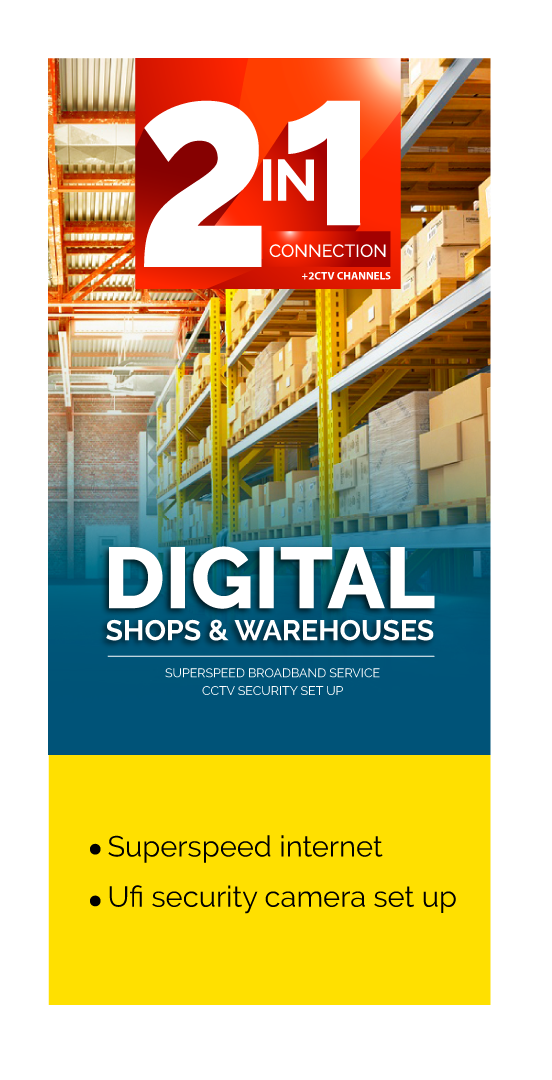 2 IN 1
CONNECTION
+2CTV CHANNELS
DIGITAL
SHOPS & WAREHOUSES
SUPERSPEED BROADBAND SERVICE
CCTV SECURITY SET UP
• Superspeed internet
• Ufi security camera set up